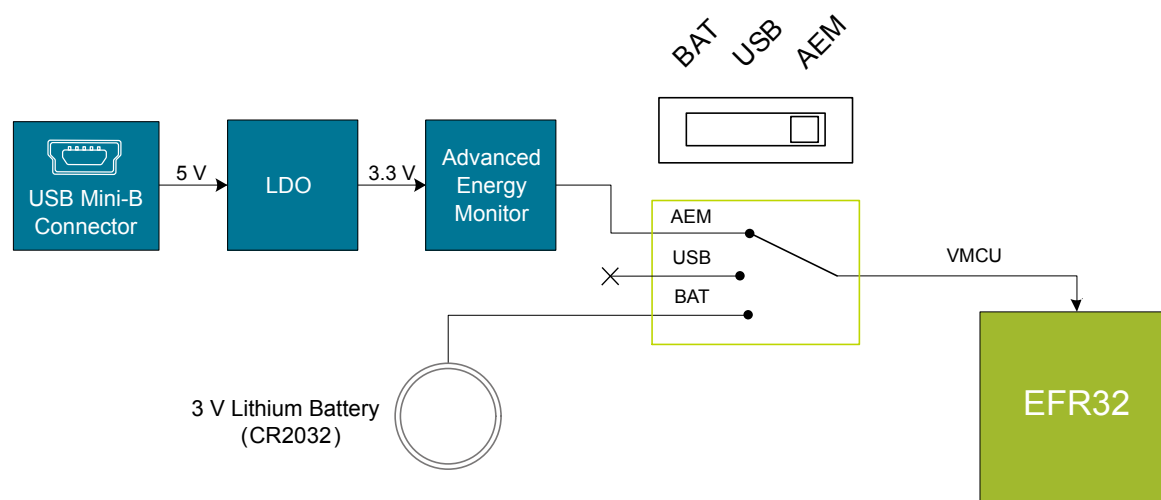 BAT
USB
AEM
USB Mini-B
Connector
5 V
LDO
3.3 V
Advanced
Energy
Monitor
AEM
USB
BAT
VMCU
3 V Lithium Battery
(CR2032)
EFR32